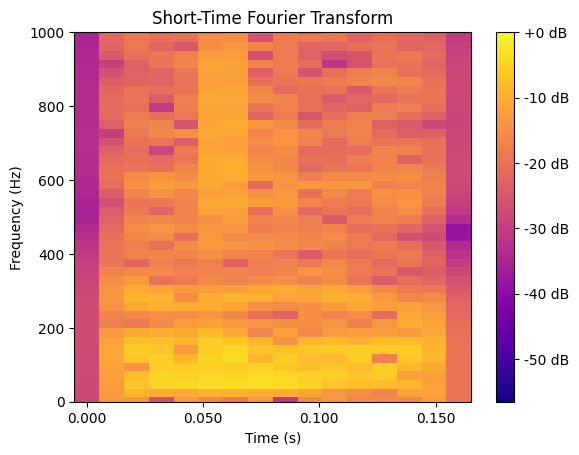 Short-Time Fourier Transform
1000
800
600
400
200
0
Frequency (Hz)
0.000
0.050
0.100
0.150
Time (s)
+0 dB
-10 dB
-20 dB
-30 dB
-40 dB
-50 dB